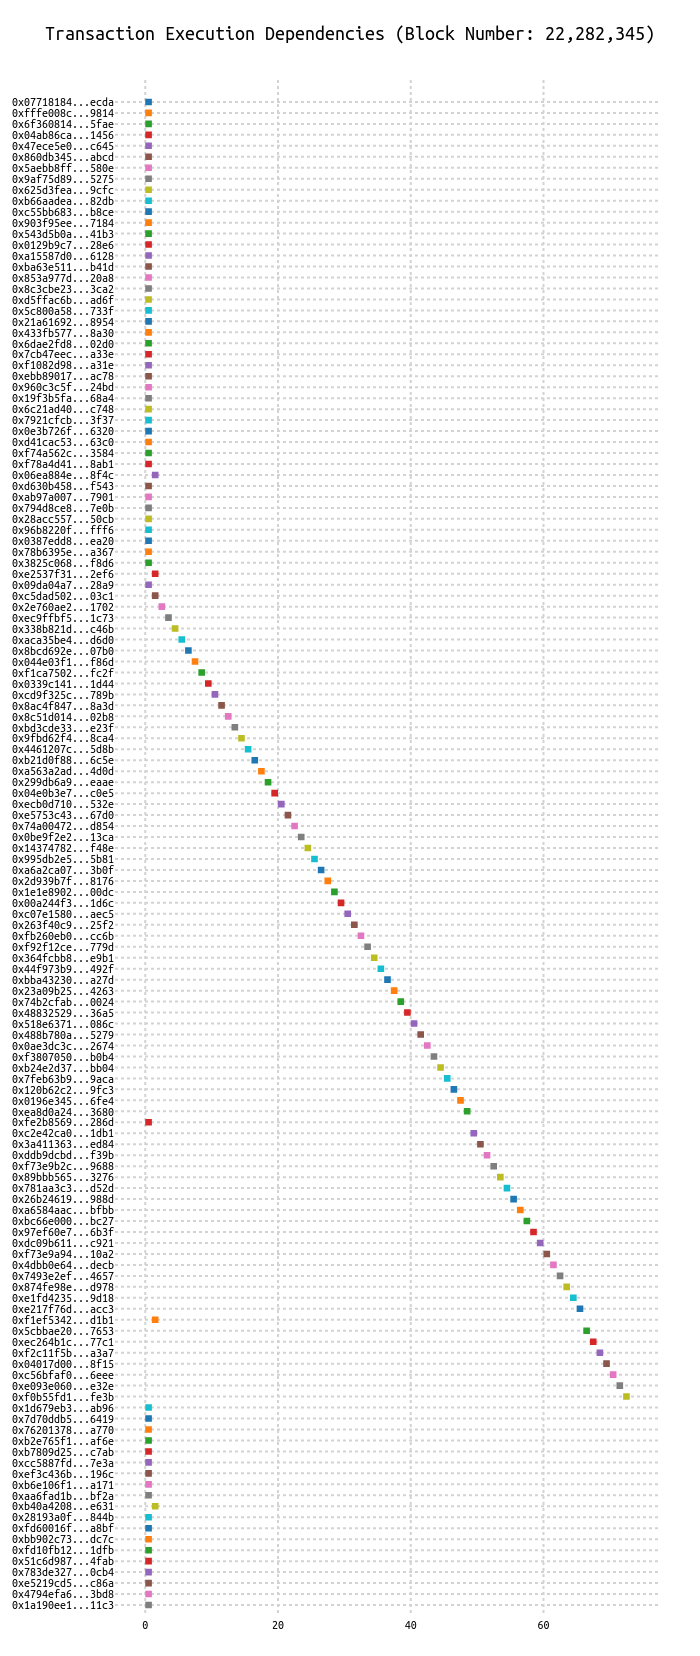 Transaction Execution Dependencies (Block Number: 22,282,345)
0x07718184...ecda
0xfffe008c...9814
0x6f360814...5fae
0x04ab86ca...1456
0x47ece5e0...c645
0x860db345...abcd
0x5aebb8ff...580e
0x9af75d89...5275
0x625d3fea...9cfc
0xb66aadea...82db
0xc55bb683...b8ce
0x903f95ee...7184
0x543d5b0a...41b3
0x0129b9c7...28e6
0xa15587d0...6128
0xba63e511...b41d
0x853a977d...20a8
0x8c3cbe23...3ca2
0xd5ffac6b...ad6f
0x5c800a58...733f
0x21a61692...8954
0x433fb577...8a30
0x6dae2fd8...02d0
0x7cb47eec...a33e
0xf1082d98...a31e
0xebb89017...ac78
0x960c3c5f...24bd
0x19f3b5fa...68a4
0x6c21ad40...c748
0x7921cfcb...3f37
0x0e3b726f...6320
0xd41cac53...63c0
0xf74a562c...3584
0xf78a4d41...8ab1
0x06ea884e...8f4c
0xd630b458...f543
0xab97a007...7901
0x794d8ce8...7e0b
0x28acc557...50cb
0x96b8220f...fff6
0x0387edd8...ea20
0x78b6395e...a367
0x3825c068...f8d6
0xe2537f31...2ef6
0x09da04a7...28a9
0xc5dad502...03c1
0x2e760ae2...1702
0xec9ffbf5...1c73
0x338b821d...c46b
0xaca35be4...d6d0
0x8bcd692e...07b0
0x044e03f1...f86d
0xf1ca7502...fc2f
0x0339c141...1d44
0xcd9f325c...789b
0x8ac4f847...8a3d
0x8c51d014...02b8
0xbd3cde33...e23f
0x9fbd62f4...8ca4
0x4461207c...5d8b
0xb21d0f88...6c5e
0xa563a2ad...4d0d
0x299db6a9...eaae
0x04e0b3e7...c0e5
0xecb0d710...532e
0xe5753c43...67d0
0x74a00472...d854
0x0be9f2e2...13ca
0x14374782...f48e
0x995db2e5...5b81
0xa6a2ca07...3b0f
0x2d939b7f...8176
0x1e1e8902...00dc
0x00a244f3...1d6c
0xc07e1580...aec5
0x263f40c9...25f2
0xfb260eb0...cc6b
0xf92f12ce...779d
0x364fcbb8...e9b1
0x44f973b9...492f
0xbba43230...a27d
0x23a09b25...4263
0x74b2cfab...0024
0x48832529...36a5
0x518e6371...086c
0x488b780a...5279
0x0ae3dc3c...2674
0xf3807050...b0b4
0xb24e2d37...bb04
0x7feb63b9...9aca
0x120b62c2...9fc3
0x0196e345...6fe4
0xea8d0a24...3680
0xfe2b8569...286d
0xc2e42ca0...1db1
0x3a411363...ed84
0xddb9dcbd...f39b
0xf73e9b2c...9688
0x89bbb565...3276
0x781aa3c3...d52d
0x26b24619...988d
0xa6584aac...bfbb
0xbc66e000...bc27
0x97ef60e7...6b3f
0xdc09b611...c921
0xf73e9a94...10a2
0x4dbb0e64...decb
0x7493e2ef...4657
0x874fe98e...d978
0xe1fd4235...9d18
0xe217f76d...acc3
0xf1ef5342...d1b1
0x5cbbae20...7653
0xec264b1c...77c1
0xf2c11f5b...a3a7
0x04017d00...8f15
0xc56bfaf0...6eee
0xe093e060...e32e
0xf0b55fd1...fe3b
0x1d679eb3...ab96
0x7d70ddb5...6419
0x76201378...a770
0xb2e765f1...af6e
0xb7809d25...c7ab
0xcc5887fd...7e3a
0xef3c436b...196c
0xb6e106f1...a171
0xaa6fad1b...bf2a
0xb40a4208...e631
0x28193a0f...844b
0xfd60016f...a8bf
0xbb902c73...dc7c
0xfd10fb12...1dfb
0x51c6d987...4fab
0x783de327...0cb4
0xe5219cd5...c86a
0x4794efa6...3bd8
0x1a190ee1...11c3
0 20 40 60